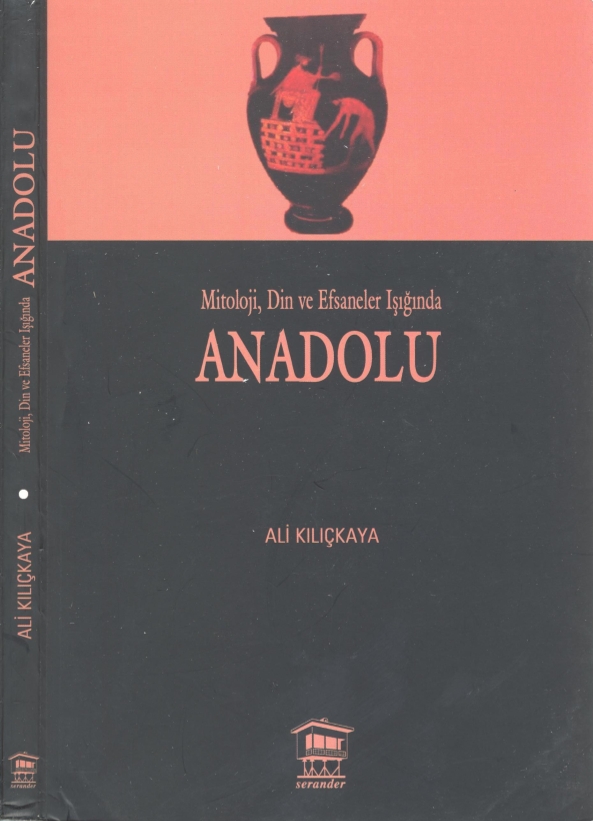 Mitoloji, Din ve Efsaneler Işığında
ANADOLU
ALİ KILIÇKAYA
serander
Mitoloji, Din ve Efsaneler Işığında ANADOLU
ALİ KILIÇKAYA
serander